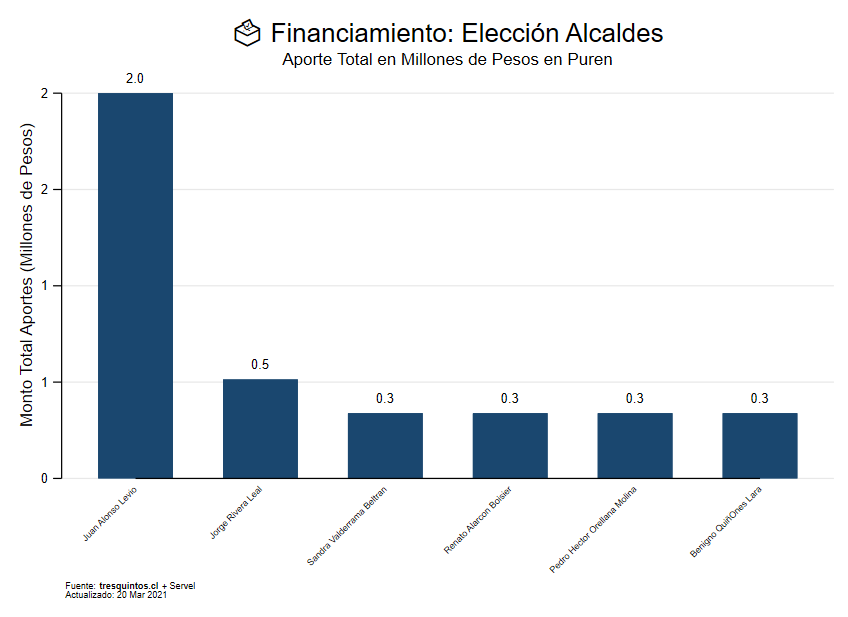 Financiamiento: Elección Alcaldes
Aporte Total en Millones de Pesos en Puren
Monto Total Aportes (Millones de Pesos)
2
2
1
1
0
2.0
0.5
0.3
0.3
0.3
0.3
Juan Alonso Levio
Jorge Rivera Leal
Sandra Valderrama Beltran
Renato Alarcon Boisier
Pedro Hector Orellana Molina
Benigno QuiñOnes Lara
Fuente: tresquintos.cl + Servel
Actualizado: 20 Mar 2021